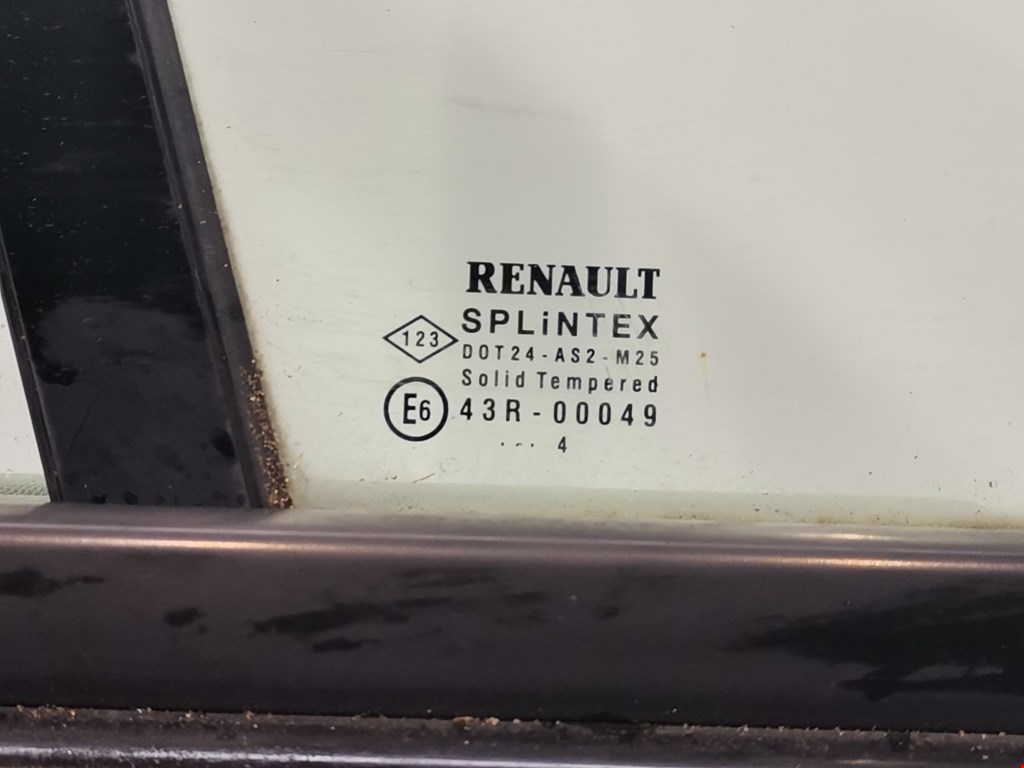 RENAULT
SPLiNTEX
123
DOT24-AS2-M25
Solid Tempered
E6 43R-00049
... 4